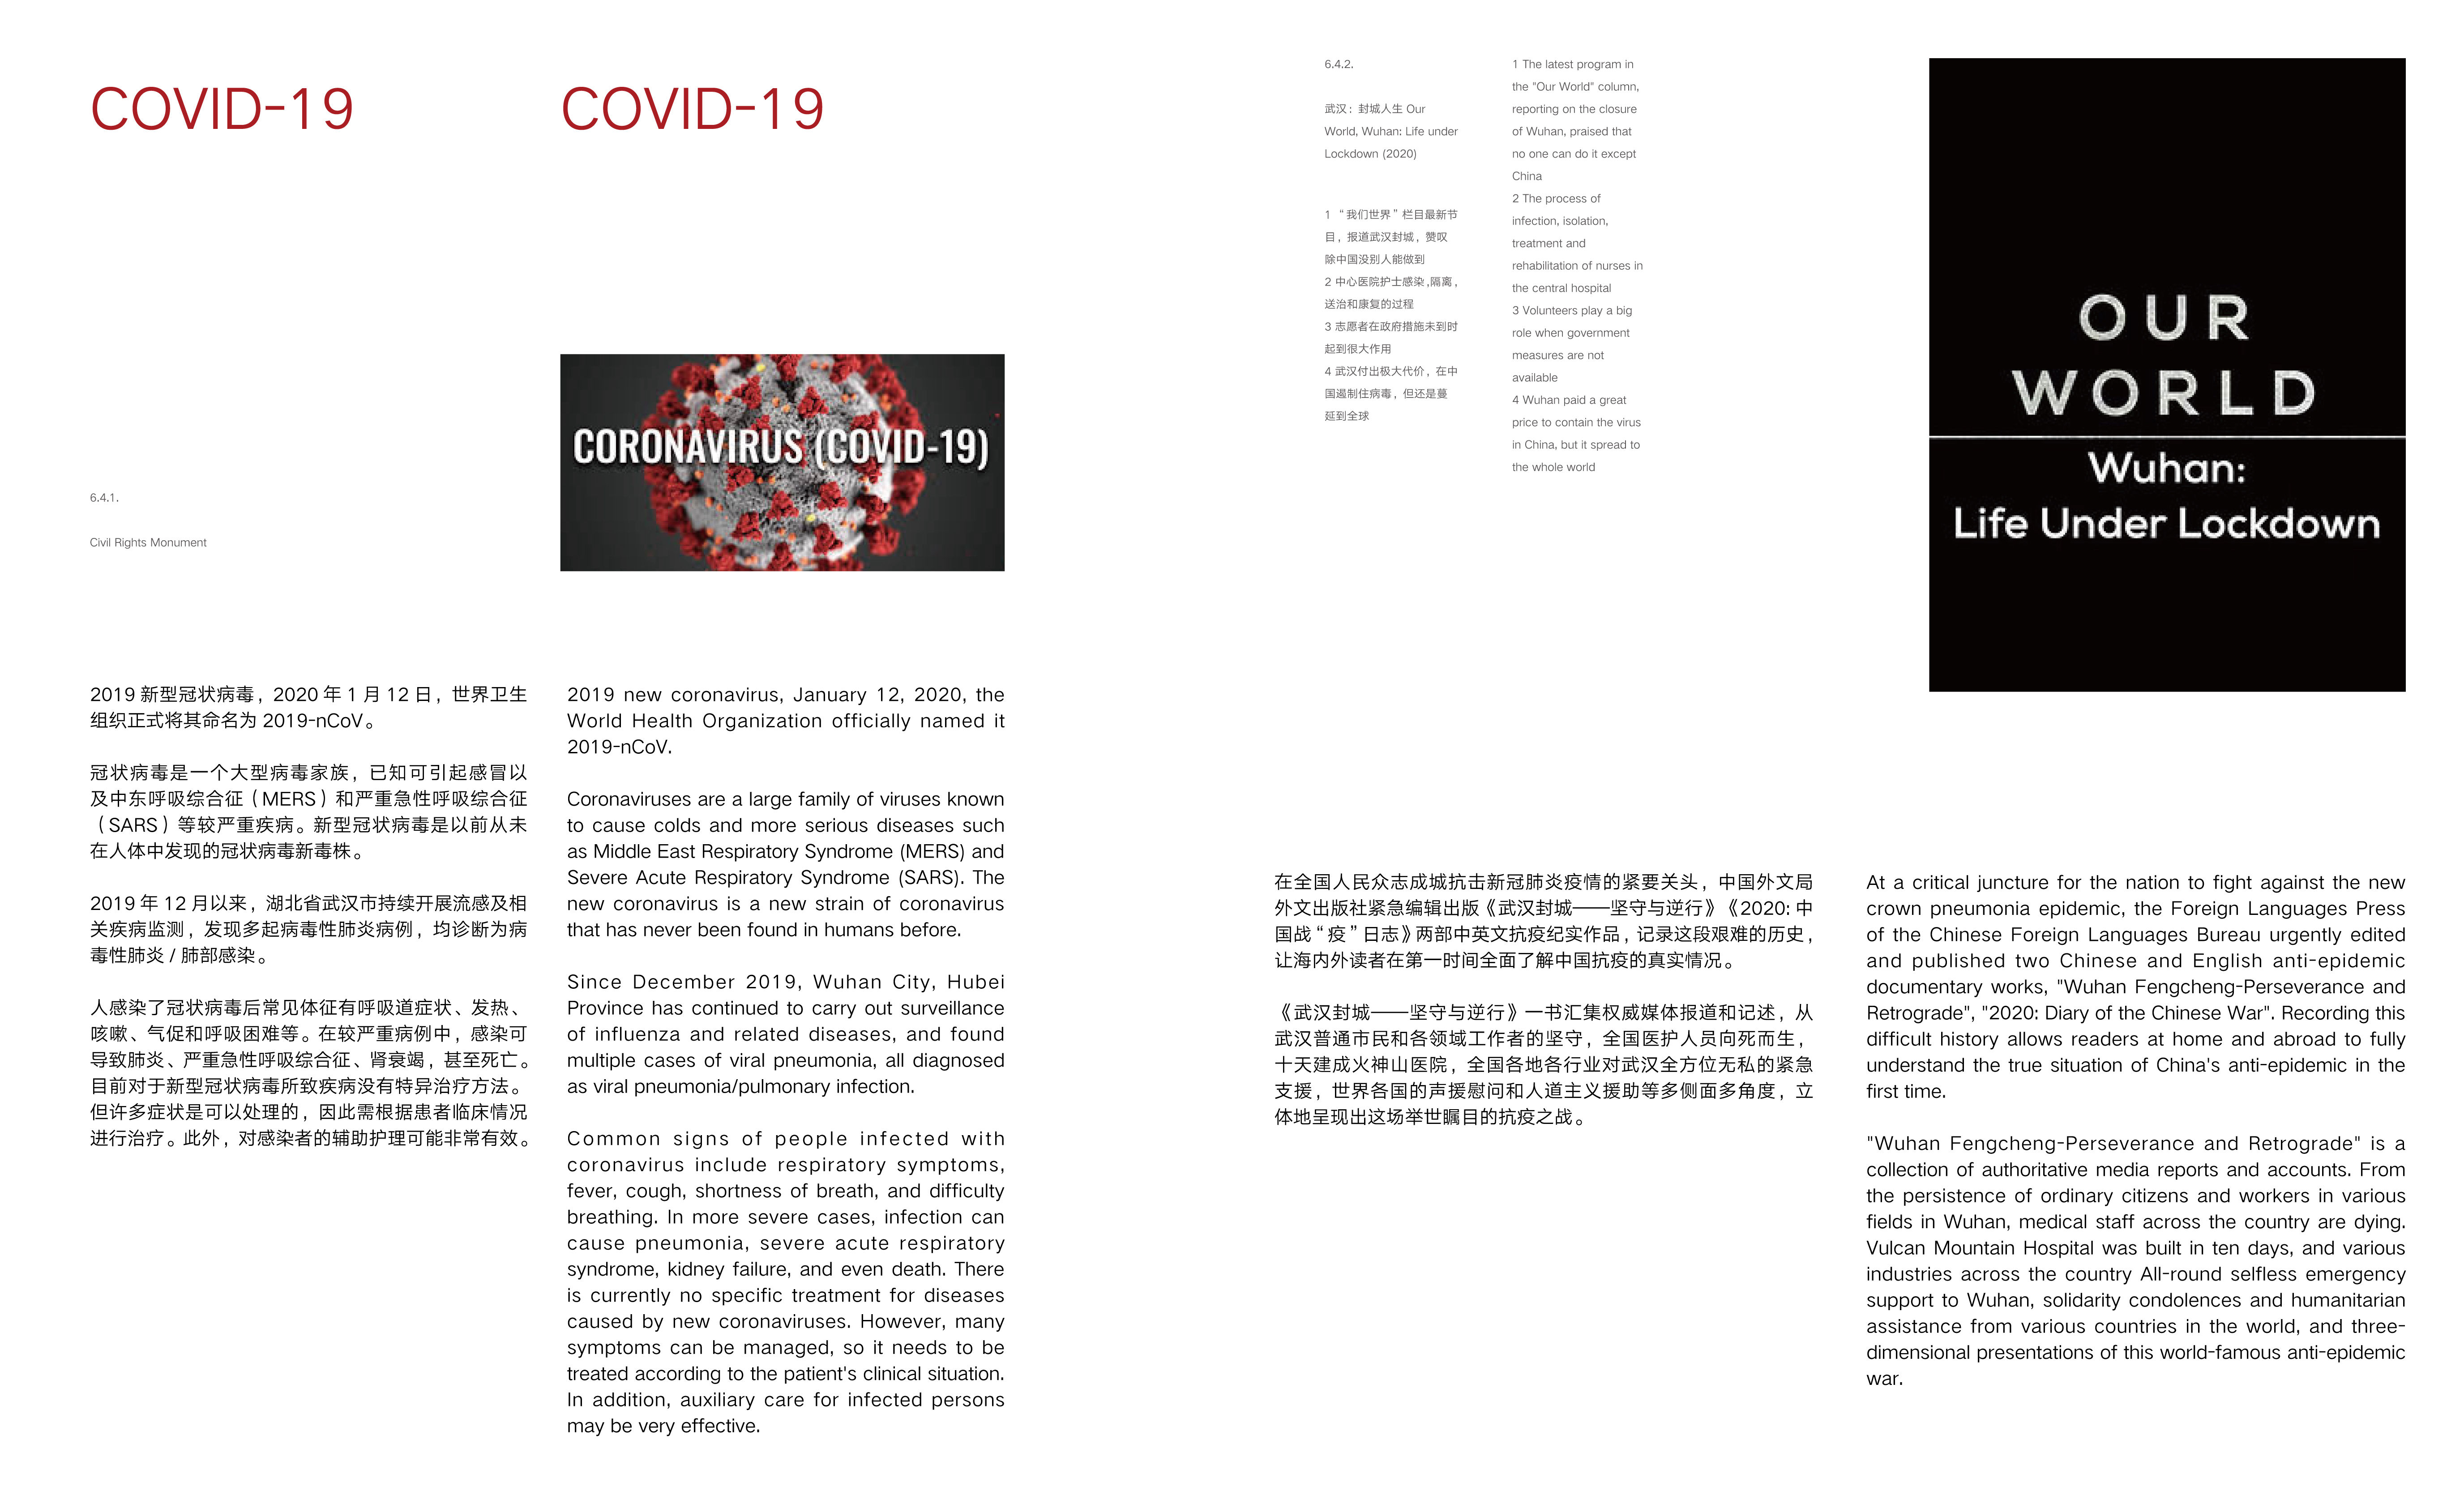 COVID-19
6.4.1.
Civil Rights Monument
2019 新型冠状病毒，2020 年 1 月 12 日，世界卫生
组织正式将其命名为 2019-nCoV。
冠状病毒是一个大型病毒家族，已知可引起感冒以
及中东呼吸综合征（MERS）和严重急性呼吸综合征
（SARS）等较严重疾病。新型冠状病毒是以前从未
在人体中发现的冠状病毒新毒株。
2019 年 12 月以来，湖北省武汉市持续开展流感及相
关疾病监测，发现多起病毒性肺炎病例，均诊断为病
毒性肺炎 / 肺部感染。
人感染了冠状病毒后常见体征有呼吸道症状、发热、
咳嗽、气促和呼吸困难等。在较严重病例中，感染可
导致肺炎、严重急性呼吸综合征、肾衰竭，甚至死亡。
目前对于新型冠状病毒所致疾病没有特异治疗方法。
但许多症状是可以处理的，因此需根据患者临床情况
进行治疗。此外，对感染者的辅助护理可能非常有效。
COVID-19
CORONAVIRUS (COVID-19)
2019 new coronavirus, January 12, 2020, the
World Health Organization officially named it
2019-nCoV.
Coronaviruses are a large family of viruses known
to cause colds and more serious diseases such
as Middle East Respiratory Syndrome (MERS) and
Severe Acute Respiratory Syndrome (SARS). The
new coronavirus is a new strain of coronavirus
that has never been found in humans before.
Since December 2019, Wuhan City, Hubei
Province has continued to carry out surveillance
of influenza and related diseases, and found
multiple cases of viral pneumonia, all diagnosed
as viral pneumonia/pulmonary infection.
Common signs of people infected with
coronavirus include respiratory symptoms,
fever, cough, shortness of breath, and difficulty
breathing. In more severe cases, infection can
cause pneumonia, severe acute respiratory
syndrome, kidney failure, and even death. There
is currently no specific treatment for diseases
caused by new coronaviruses. However, many
symptoms can be managed, so it needs to be
treated according to the patient's clinical situation.
In addition, auxiliary care for infected persons
may be very effective.
6.4.2.
武汉：封城人生 Our
World, Wuhan: Life under
Lockdown (2020)
1 “我们世界”栏目最新节
目，报道武汉封城，赞叹
除中国没别人能做到
2 中心医院护士感染,隔离，
送治和康复的过程
3 志愿者在政府措施未到时
起到很大作用
4 武汉付出极大代价，在中
国遏制住病毒，但还是蔓
延到全球
1 The latest program in
the "Our World" column,
reporting on the closure
of Wuhan, praised that
no one can do it except
China
2 The process of
infection, isolation,
treatment and
rehabilitation of nurses in
the central hospital
3 Volunteers play a big
role when government
measures are not
available
4 Wuhan paid a great
price to contain the virus
in China, but it spread to
the whole world
OUR
WORLD
Wuhan:
Life Under Lockdown
在全国人民众志成城抗击新冠肺炎疫情的紧要关头，中国外文局
外文出版社紧急编辑出版《武汉封城——坚守与逆行》《2020: 中
国战“疫”日志》两部中英文抗疫纪实作品，记录这段艰难的历史，
让海内外读者在第一时间全面了解中国抗疫的真实情况。
《武汉封城——坚守与逆行》一书汇集权威媒体报道和记述，从
武汉普通市民和各领域工作者的坚守，全国医护人员向死而生，
十天建成火神山医院，全国各地各行业对武汉全方位无私的紧急
支援，世界各国的声援慰问和人道主义援助等多侧面多角度，立
体地呈现出这场举世瞩目的抗疫之战。
At a critical juncture for the nation to fight against the new
crown pneumonia epidemic, the Foreign Languages Press
of the Chinese Foreign Languages Bureau urgently edited
and published two Chinese and English anti-epidemic
documentary works, "Wuhan Fengcheng-Perseverance and
Retrograde", "2020: Diary of the Chinese War". Recording this
difficult history allows readers at home and abroad to fully
understand the true situation of China's anti-epidemic in the
first time.
"Wuhan Fengcheng-Perseverance and Retrograde" is a
collection of authoritative media reports and accounts. From
the persistence of ordinary citizens and workers in various
fields in Wuhan, medical staff across the country are dying.
Vulcan Mountain Hospital was built in ten days, and various
industries across the country All-round selfless emergency
support to Wuhan, solidarity condolences and humanitarian
assistance from various countries in the world, and three-
dimensional presentations of this world-famous anti-epidemic
war.